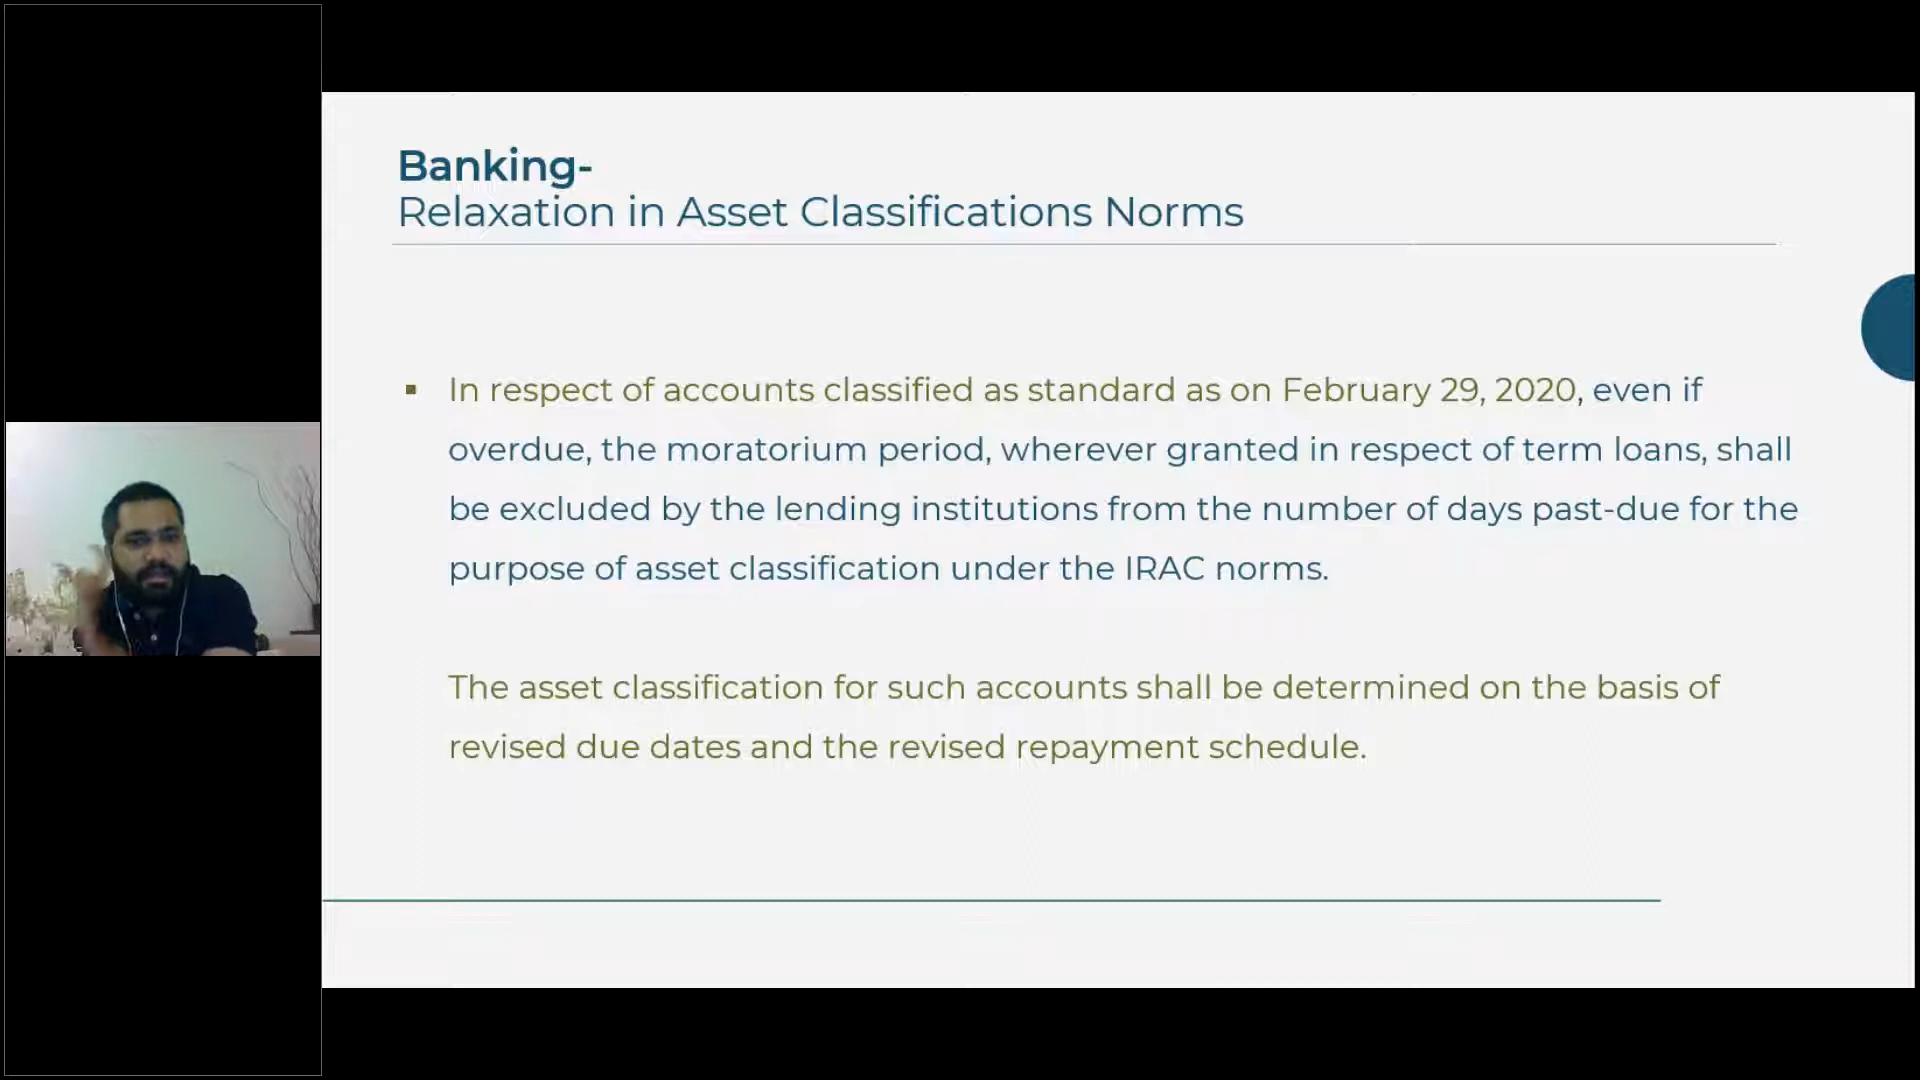 Banking-
Relaxation in Asset Classifications Norms
▪ In respect of accounts classified as standard as on February 29, 2020, even if
overdue, the moratorium period, wherever granted in respect of term loans, shall
be excluded by the lending institutions from the number of days past-due for the
purpose of asset classification under the IRAC norms.
The asset classification for such accounts shall be determined on the basis of
revised due dates and the revised repayment schedule.